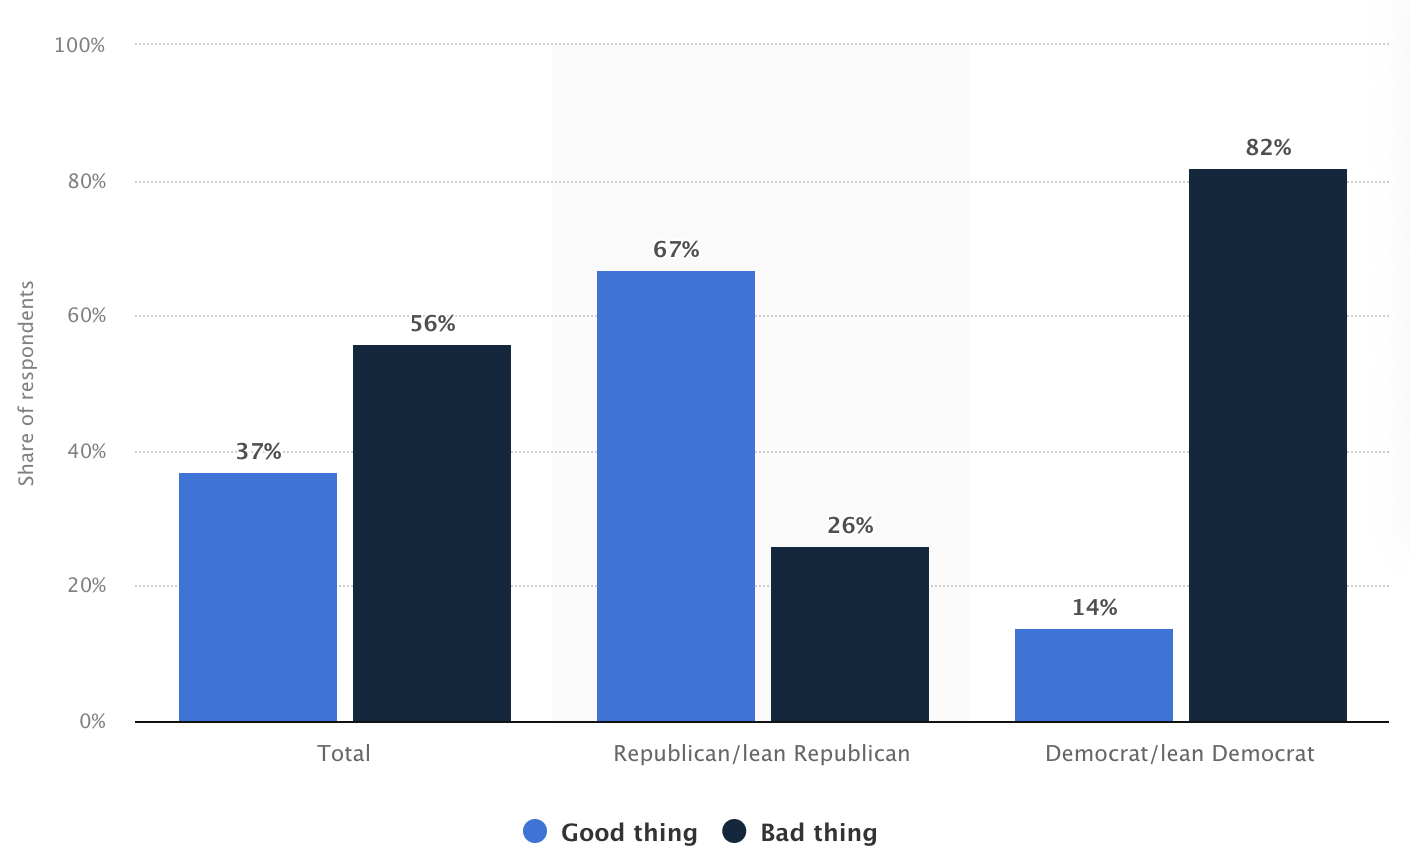 100%
80%
60%
40%
20%
0%
Share of respondents
37%
56%
67%
26%
14%
82%
Total
Republican/lean Republican
Democrat/lean Democrat
Good thing
Bad thing